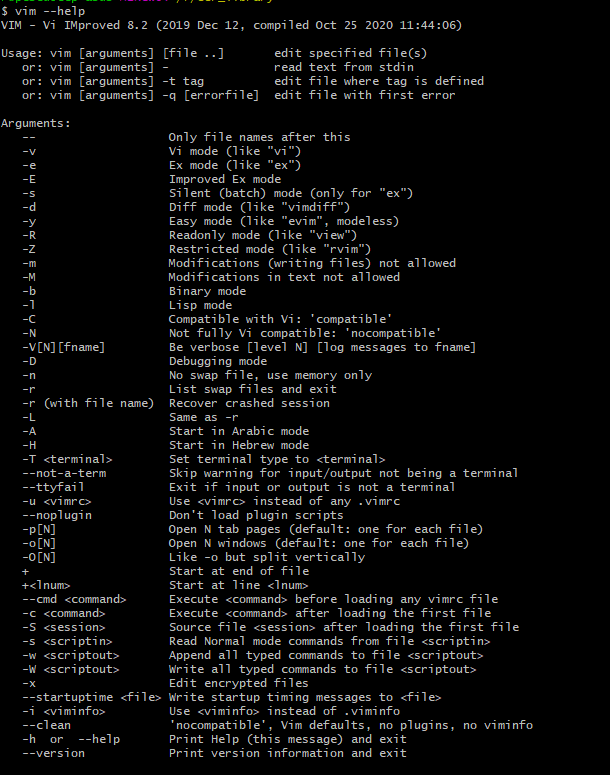 $ vim --help
VIM - Vi IMproved 8.2 (2019 Dec 12, compiled Oct 25 2020 11:44:06)
Usage: vim [arguments] [file ..]       edit specified file(s)
   or: vim [arguments] -               read text from stdin
   or: vim [arguments] -t tag          edit file where tag is defined
   or: vim [arguments] -q [errorfile]  edit file with first error
Arguments:
   --                   Only file names after this
   -v                   Vi mode (like "vi")
   -e                   Ex mode (like "ex")
   -E                   Improved Ex mode
   -s                   Silent (batch) mode (only for "ex")
   -d                   Diff mode (like "vimdiff")
   -y                   Easy mode (like "evim", modeless)
   -R                   Readonly mode (like "view")
   -Z                   Restricted mode (like "rvim")
   -m                   Modifications (writing files) not allowed
   -M                   Modifications in text not allowed
   -b                   Binary mode
   -l                   Lisp mode
   -C                   Compatible with Vi: 'compatible'
   -N                   Not fully Vi compatible: 'nocompatible'
   -V[N][fname]         Be verbose [level N] [log messages to fname]
   -D                   Debugging mode
   -n                   No swap file, use memory only
   -r                   List swap files and exit
   -r (with file name)  Recover crashed session
   -L                   Same as -r
   -A                   Start in Arabic mode
   -H                   Start in Hebrew mode
   -T <terminal>        Set terminal type to <terminal>
   --not-a-term         Skip warning for input/output not being a terminal
   --ttyfail            Exit if input or output is not a terminal
   -u <vimrc>           Use <vimrc> instead of any .vimrc
   --noplugin           Don't load plugin scripts
   -p[N]                Open N tab pages (default: one for each file)
   -o[N]                Open N windows (default: one for each file)
   -O[N]                Like -o but split vertically
   +                    Start at end of file
   +<lnum>              Start at line <lnum>
   --cmd <command>      Execute <command> before loading any vimrc file
   -c <command>         Execute <command> after loading the first file
   -S <session>         Source file <session> after loading the first file
   -s <scriptin>        Read Normal mode commands from file <scriptin>
   -w <scriptout>       Append all typed commands to file <scriptout>
   -W <scriptout>       Write all typed commands to file <scriptout>
   -x                   Edit encrypted files
   --startuptime <file> Write startup timing messages to <file>
   -i <viminfo>         Use <viminfo> instead of .viminfo
   --clean              'nocompatible', Vim defaults, no plugins, no viminfo
   -h  or  --help       Print Help (this message) and exit
   --version            Print version information and exit